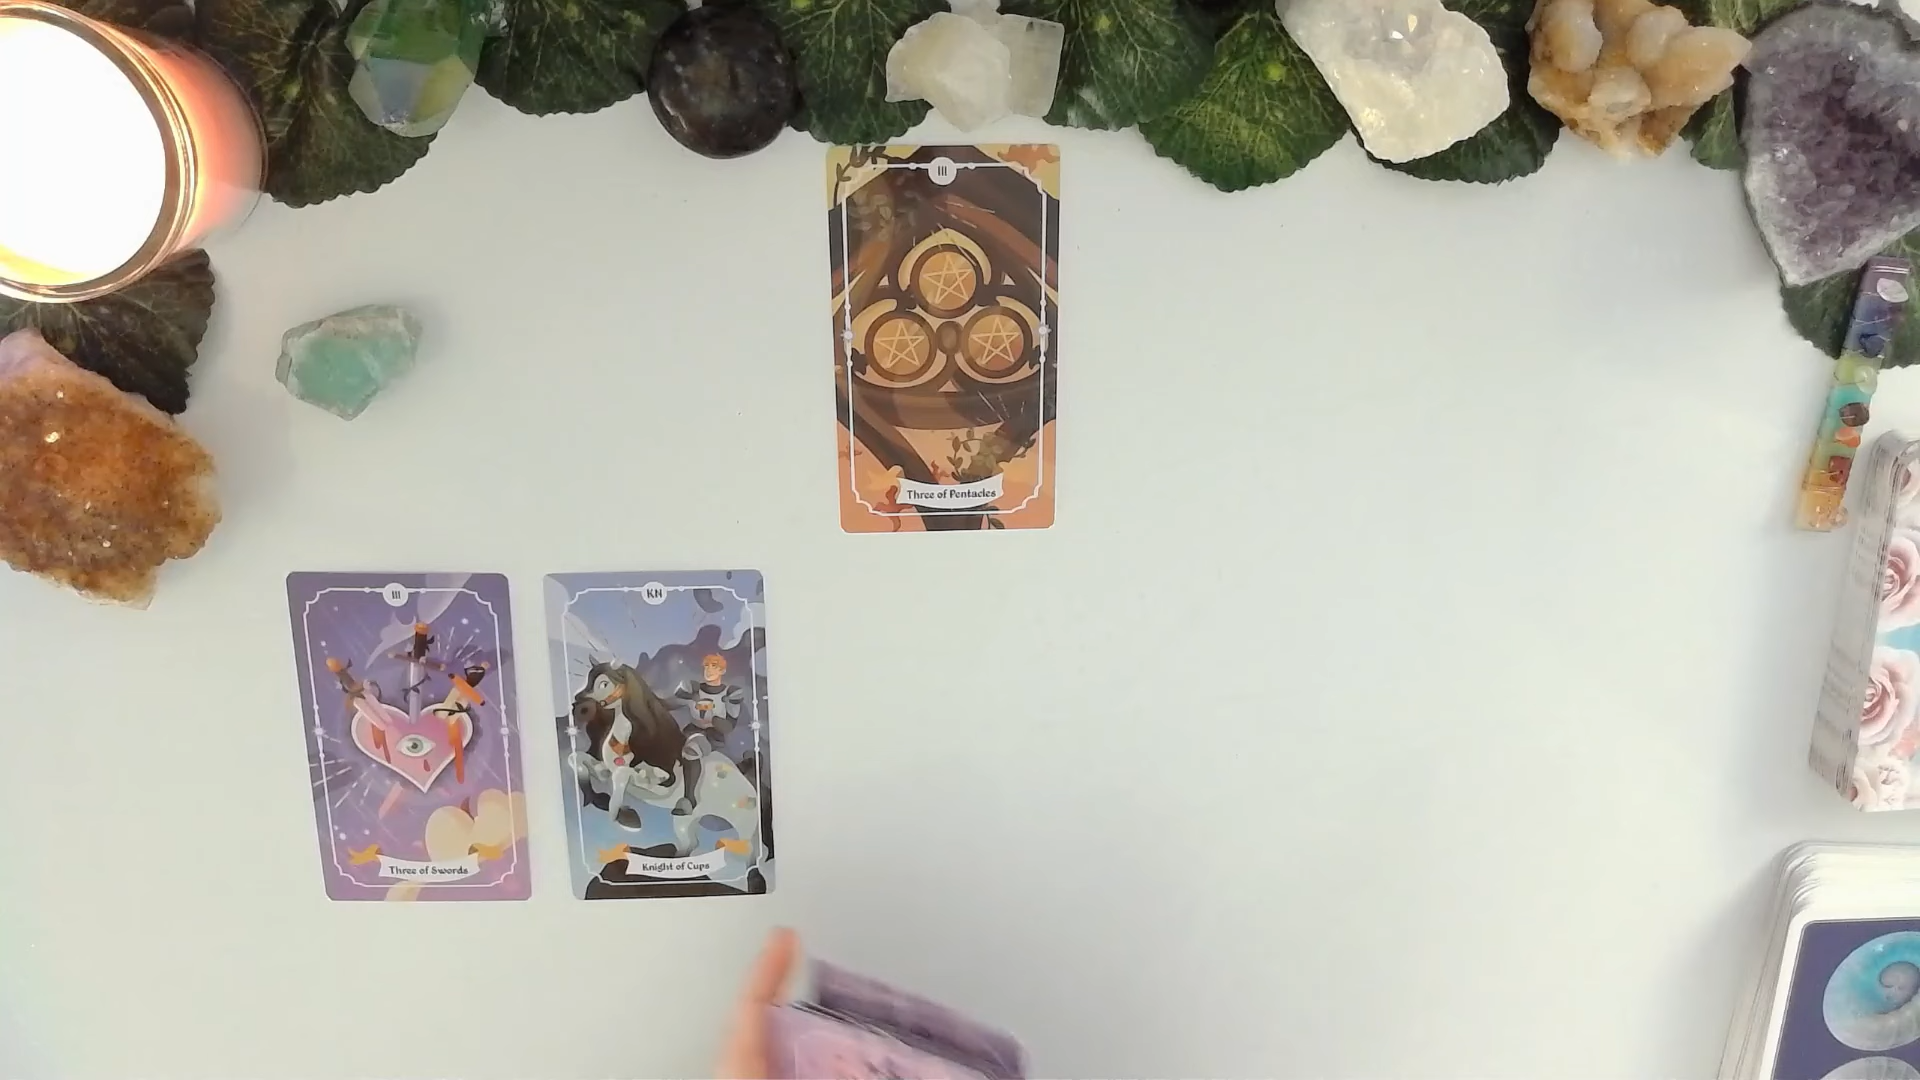 III
Three of Pentacles
III
Three of Swords
KN
Knight of Cups